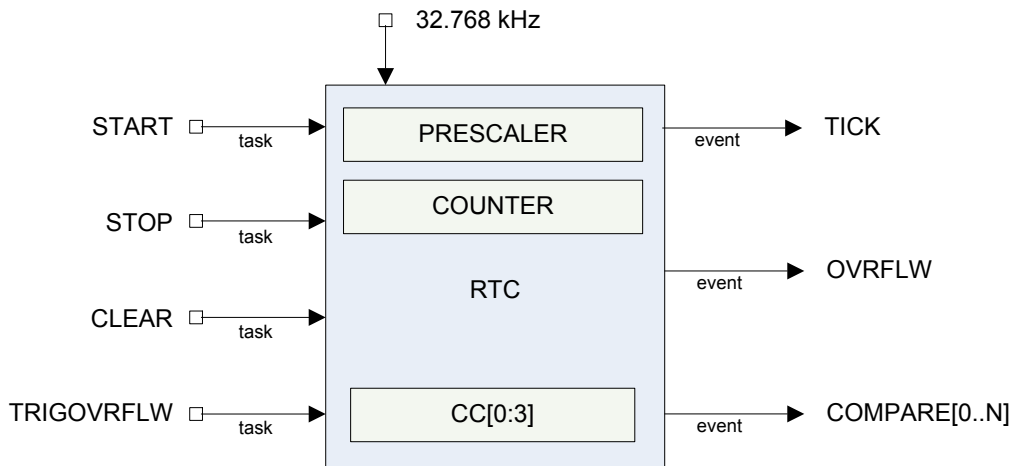 32.768 kHz
START
task
PRESCALER
event
TICK
STOP
task
COUNTER
RTC
event
OVRFLW
CLEAR
task
TRIGOVRFLW
task
CC[0:3]
event
COMPARE[0..N]